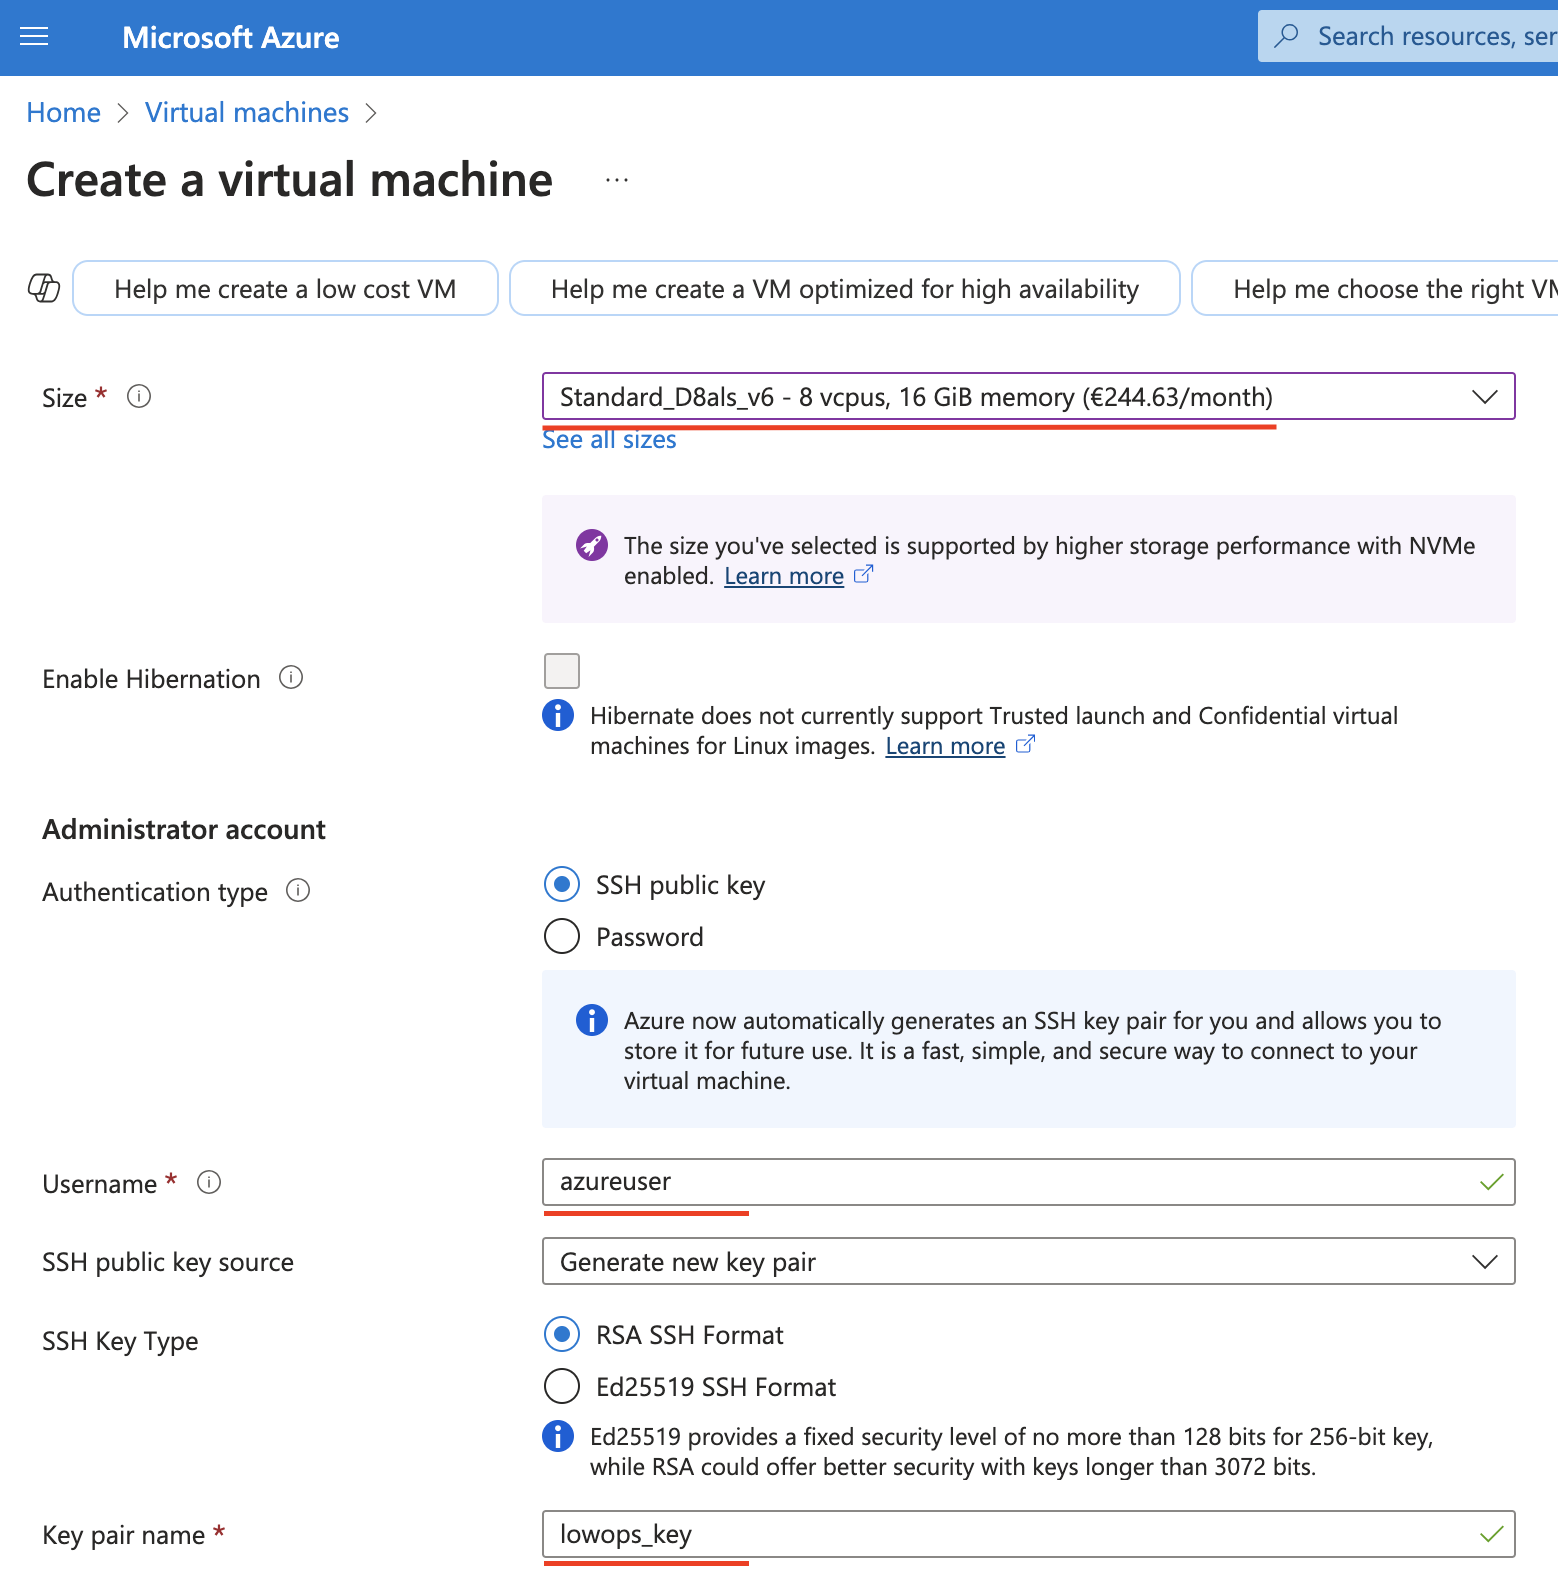 Microsoft Azure
Search resources, ser
Home > Virtual machines >
Create a virtual machine ...
Help me create a low cost VM
Help me create a VM optimized for high availability
Help me choose the right VM
Size *
Standard_D8als_v6 - 8 vcpus, 16 GiB memory (€244.63/month)
See all sizes
The size you've selected is supported by higher storage performance with NVMe
enabled. Learn more
Enable Hibernation
Hibernate does not currently support Trusted launch and Confidential virtual
machines for Linux images. Learn more
Administrator account
Authentication type
SSH public key
Password
Azure now automatically generates an SSH key pair for you and allows you to
store it for future use. It is a fast, simple, and secure way to connect to your
virtual machine.
Username *
azureuser
SSH public key source
Generate new key pair
SSH Key Type
RSA SSH Format
Ed25519 SSH Format
Ed25519 provides a fixed security level of no more than 128 bits for 256-bit key,
while RSA could offer better security with keys longer than 3072 bits.
Key pair name *
lowops_key